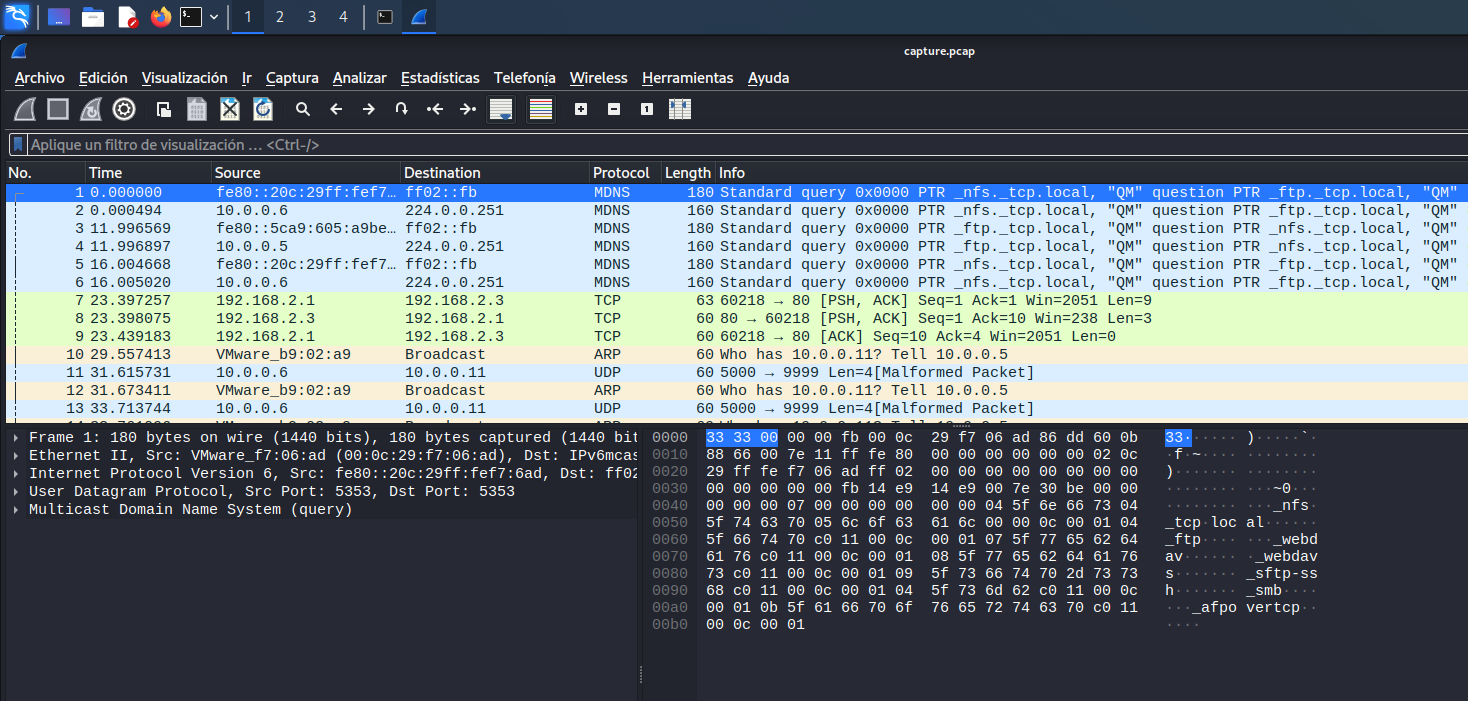 1 2 3 4
capture.pcap
Archivo Edición Visualización Ir Captura Analizar Estadísticas Telefonía Wireless Herramientas Ayuda
Aplique un filtro de visualización … <Ctrl-/>
No. Time Source Destination Protocol Length Info
1 0.000000 fe80::20c:29ff:fef7… ff02::fb MDNS 180 Standard query 0x0000 PTR _nfs._tcp.local, "QM" question PTR _ftp._tcp.local, "QM"
2 0.000494 10.0.0.6 224.0.0.251 MDNS 160 Standard query 0x0000 PTR _nfs._tcp.local, "QM" question PTR _ftp._tcp.local, "QM"
3 11.996569 fe80::5ca9:605:a9be… ff02::fb MDNS 180 Standard query 0x0000 PTR _ftp._tcp.local, "QM" question PTR _nfs._tcp.local, "QM"
4 11.996897 10.0.0.5 224.0.0.251 MDNS 160 Standard query 0x0000 PTR _ftp._tcp.local, "QM" question PTR _nfs._tcp.local, "QM"
5 16.004668 fe80::20c:29ff:fef7… ff02::fb MDNS 180 Standard query 0x0000 PTR _nfs._tcp.local, "QM" question PTR _ftp._tcp.local, "QM"
6 16.005020 10.0.0.6 224.0.0.251 MDNS 160 Standard query 0x0000 PTR _nfs._tcp.local, "QM" question PTR _ftp._tcp.local, "QM"
7 23.397257 192.168.2.1 192.168.2.3 TCP 63 60218 → 80 [PSH, ACK] Seq=1 Ack=1 Win=2051 Len=9
8 23.398075 192.168.2.3 192.168.2.1 TCP 60 80 → 60218 [PSH, ACK] Seq=1 Ack=10 Win=238 Len=3
9 23.439183 192.168.2.1 192.168.2.3 TCP 60 60218 → 80 [ACK] Seq=10 Ack=4 Win=2051 Len=0
10 29.557413 VMware_b9:02:a9 Broadcast ARP 60 Who has 10.0.0.11? Tell 10.0.0.5
11 31.615731 10.0.0.6 10.0.0.11 UDP 60 5000 → 9999 Len=4[Malformed Packet]
12 31.673411 VMware_b9:02:a9 Broadcast ARP 60 Who has 10.0.0.11? Tell 10.0.0.5
13 33.713744 10.0.0.6 10.0.0.11 UDP 60 5000 → 9999 Len=4[Malformed Packet]
Frame 1: 180 bytes on wire (1440 bits), 180 bytes captured (1440 bit
Ethernet II, Src: VMware_f7:06:ad (00:0c:29:f7:06:ad), Dst: IPv6mcas
Internet Protocol Version 6, Src: fe80::20c:29ff:fef7:6ad, Dst: ff02
User Datagram Protocol, Src Port: 5353, Dst Port: 5353
Multicast Domain Name System (query)
0000 33 33 00 00 00 fb 00 0c 29 f7 06 ad 86 dd 60 0b 33······ )·····`·
0010 88 66 00 7e 11 ff fe 80 00 00 00 00 00 00 02 0c ·f·~···· ········
0020 29 ff fe f7 06 ad ff 02 00 00 00 00 00 00 00 00 )······· ········
0030 00 00 00 00 00 fb 14 e9 14 e9 00 7e 30 be 00 00 ········ ···~0···
0040 00 00 00 07 00 00 00 00 00 00 04 5f 6e 66 73 04 ········ ···_nfs·
0050 5f 74 63 70 05 6c 6f 63 61 6c 00 00 0c 00 01 04 _tcp·loc al······
0060 5f 66 74 70 c0 11 00 0c 00 01 07 5f 77 65 62 64 _ftp···· ···_webd
0070 61 76 c0 11 00 0c 00 01 08 5f 77 65 62 64 61 76 av······ ·_webdav
0080 73 c0 11 00 0c 00 01 09 5f 73 66 74 70 2d 73 73 s······· _sftp-ss
0090 68 c0 11 00 0c 00 01 04 5f 73 6d 62 c0 11 00 0c h······· _smb····
00a0 00 01 0b 5f 61 66 70 6f 76 65 72 74 63 70 c0 11 ···_afpo vertcp··
00b0 00 0c 00 01 ····